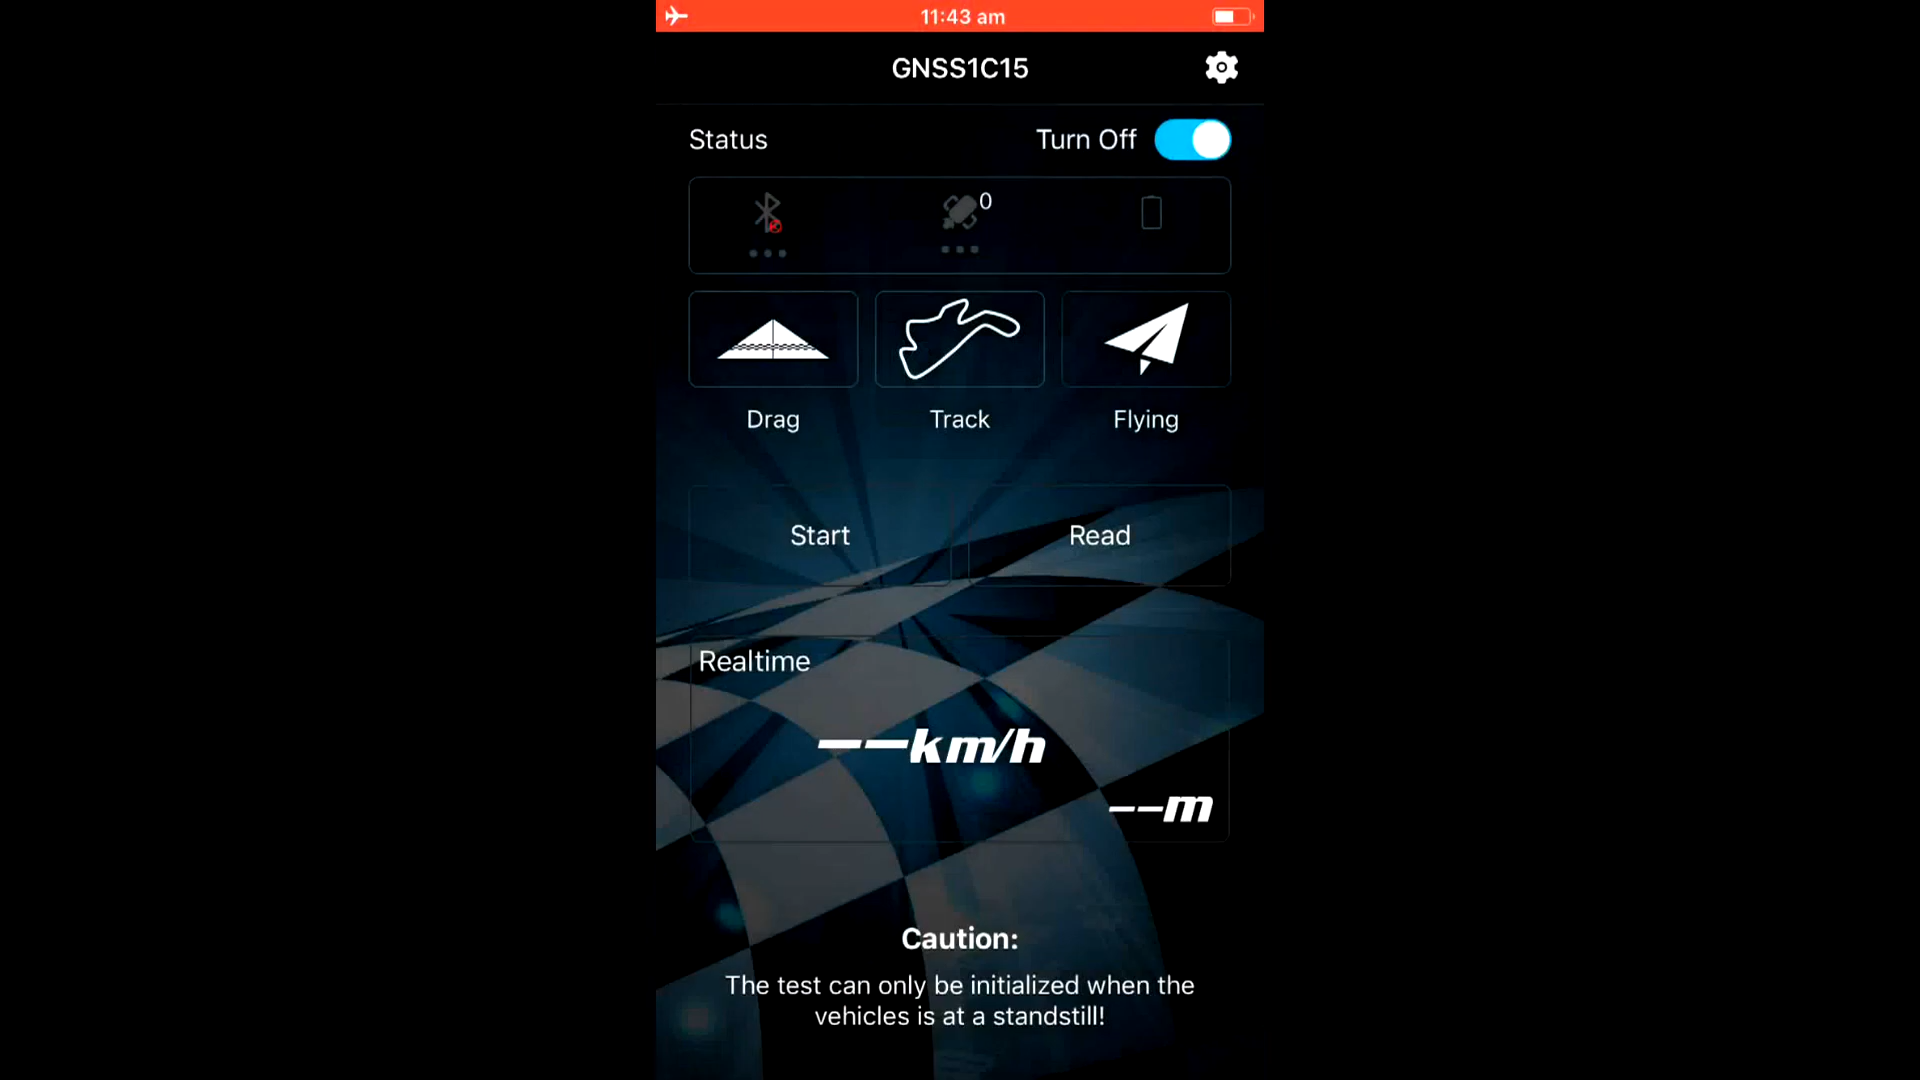 11:43 am
GNSS1C15
Status
Turn Off
0
Drag
Track
Flying
Start
Read
Realtime
--km/h
--m
Caution:
The test can only be initialized when the
vehicles is at a standstill!